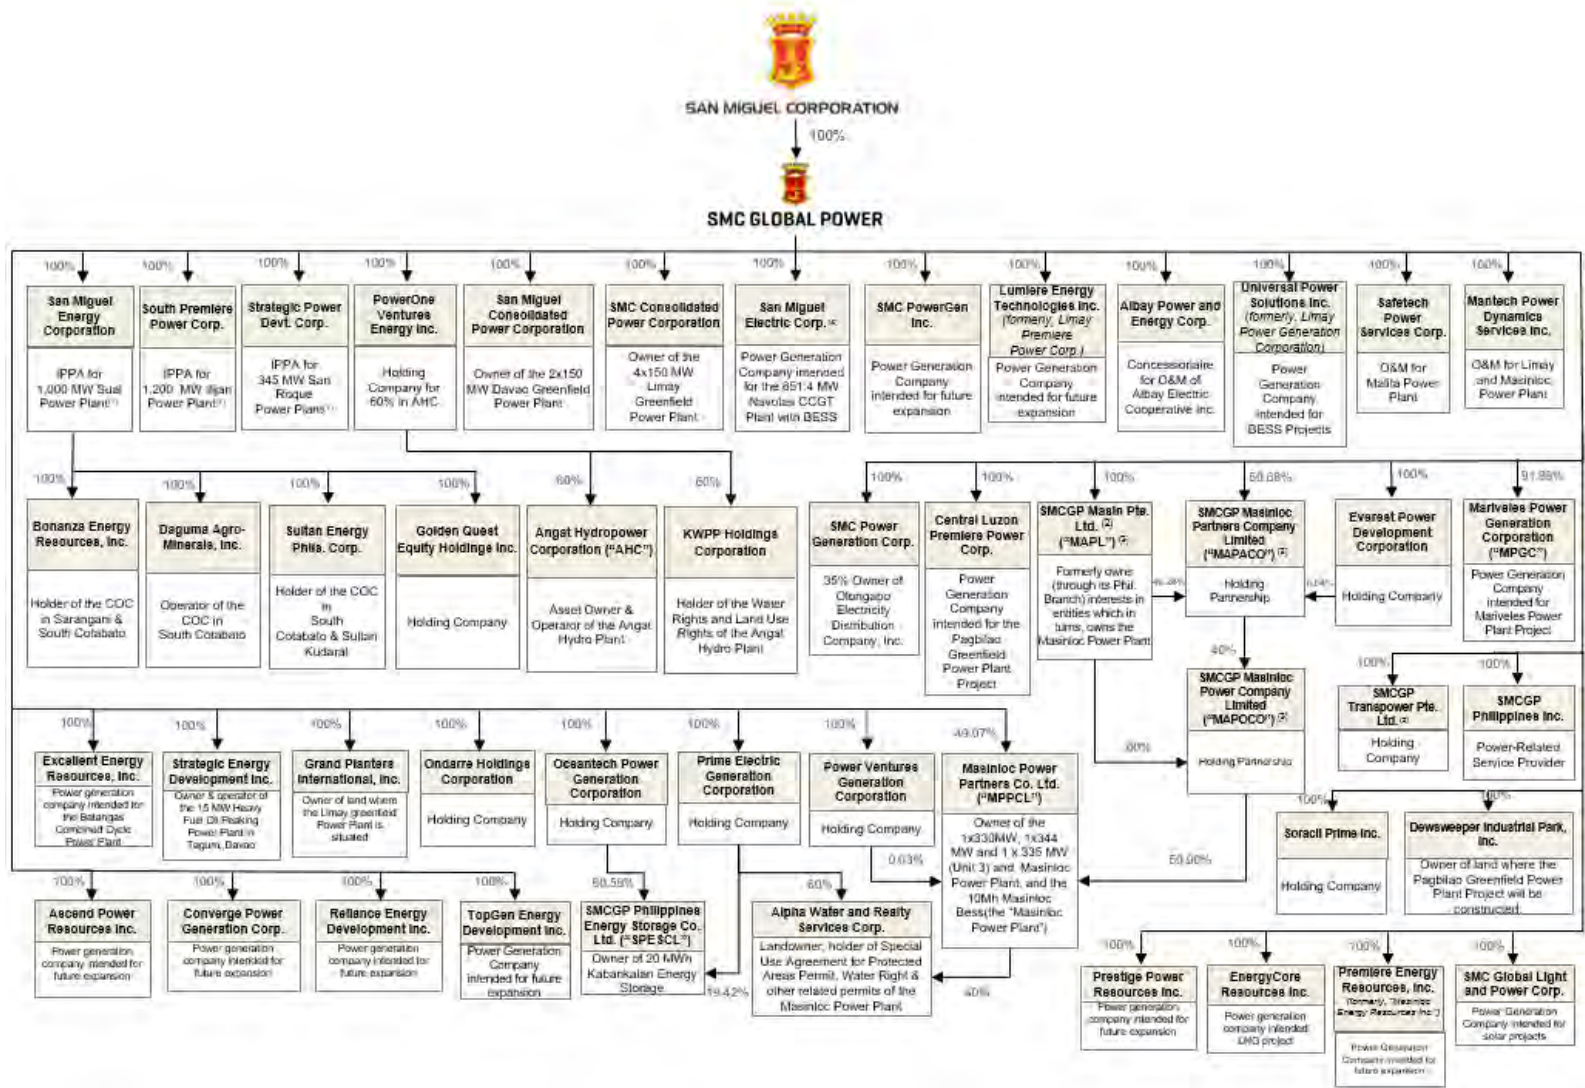 SAN MIGUEL CORPORATION
100%
SMC GLOBAL POWER
100%
San Miguel
Energy
Corporation
IPPA for
1,000 MW Sual
Power Plant
100%
South Premiere
Power Corp.
IPPA for
1,200 MW Ilijan
Power Plant
100%
Strategic Power
Devt. Corp.
IPPA for
345 MW San
Roque
Power Plant
100%
PowerOne
Ventures
Energy Inc.
Holding
Company for
60% in AHC
100%
San Miguel
Consolidated
Power Corporation
Owner of the 2x150
MW Davao Greenfield
Power Plant
100%
SMC Consolidated
Power Corporation
Owner of the
4x150 MW
Limay
Greenfield
Power Plant
100%
San Miguel
Electric Corp.
Power Generation
Company intended
for the 851.4 MW
Navotas CCGT
Plant with BESS
100%
SMC PowerGen
Inc.
Power Generation
Company
intended for future
expansion
100%
Lumiere Energy
Technologies Inc.
(formerly, Limay
Premiere
Power Corp.)
Power Generation
Company
intended for future
expansion
100%
Albay Power and
Energy Corp.
Concessionaire
for O&M of
Albay Electric
Cooperative Inc.
100%
Universal Power
Solutions Inc.
(formerly, Limay
Power Generation
Corporation)
Power
Generation
Company
intended for
BESS Projects
100%
Safetech
Power
Services Corp.
O&M for
Malita Power
Plant
100%
Mantech Power
Dynamics
Services Inc.
O&M for Limay
and Masinloc
Power Plant
100%
Bonanza Energy
Resources, Inc.
Holder of the COC
in Sarangani &
South Cotabato
100%
Daguma Agro-
Minerals, Inc.
Operator of the
COC in
South Cotabato
100%
Sultan Energy
Phils. Corp.
Holder of the COC
in
South
Cotabato & Sultan
Kudarat
100%
Golden Quest
Equity Holdings Inc.
Holding Company
60%
Angat Hydropower
Corporation ("AHC")
Asset Owner &
Operator of the Angat
Hydro Plant
60%
KWPP Holdings
Corporation
Holder of the Water
Rights and Land Use
Rights of the Angat
Hydro Plant
100%
SMC Power
Generation Corp.
35% Owner of
Olongapo
Electricity
Distribution
Company, Inc.
100%
Central Luzon
Premiere Power
Corp.
Power
Generation
Company
intended for the
Pagbilao
Greenfield
Power Plant
Project
100%
SMCGP Masin Pte.
Ltd. (2)
("MAPL")
Formerly owns
(through its Phil.
Branch) interests in
entities which in
turns, owns the
Masinloc Power Plant
SMCGP Masinloc
Partners Company
Limited
("MAPACO")
Holding
Partnership
100%
Everest Power
Development
Corporation
Holding Company
Mariveles Power
Generation
Corporation
("MPGC")
Power Generation
Company
intended for
Mariveles Power
Plant Project
40%
SMCGP Masinloc
Power Company
Limited
("MAPOCO")
Holding Partnership
100%
SMCGP
Transpower Pte.
Ltd.
Holding
Company
100%
SMCGP
Philippines Inc.
Power-Related
Service Provider
100%
Excellent Energy
Resources, Inc.
Power generation
company intended for
the Batangas
Combined Cycle
Power Plant
100%
Strategic Energy
Development Inc.
Owner & operator of
the 15 MW Heavy
Fuel Oil Peaking
Power Plant in
Tagum, Davao
100%
Grand Planters
International, Inc.
Owner of land where
the Limay greenfield
Power Plant is
situated
100%
Ondarre Holdings
Corporation
Holding Company
100%
Oceantech Power
Generation
Corporation
Holding Company
100%
Prime Electric
Generation
Corporation
Holding Company
100%
Power Ventures
Generation
Corporation
Holding Company
49.07%
Masinloc Power
Partners Co. Ltd.
("MPPCL")
Owner of the
1x330MW, 1x344
MW and 1 x 335 MW
(Unit 3) and Masinloc
Power Plant, and the
10Mh Masinloc
Bess(the "Masinloc
Power Plant")
0.03%
50.90%
100%
Soracil Prime Inc.
Holding Company
100%
Dewsweeper Industrial Park,
Inc.
Owner of land where the
Pagbilao Greenfield Power
Plant Project will be
constructed.
100%
Ascend Power
Resources Inc.
Power generation
company intended for
future expansion
100%
Converge Power
Generation Corp.
Power generation
company intended for
future expansion
100%
Reliance Energy
Development Inc.
Power generation
company intended for
future expansion
100%
TopGen Energy
Development Inc.
Power Generation
Company
intended for future
expansion
SMCGP Philippines
Energy Storage Co.
Ltd. ("SPESCL")
Owner of 20 MWh
Kabankalan Energy
Storage
19.42%
60%
Alpha Water and Realty
Services Corp.
Landowner, holder of Special
Use Agreement for Protected
Areas Permit, Water Right &
other related permits of the
Masinloc Power Plant
40%
100%
Prestige Power
Resources Inc.
Power generation
company intended for
future expansion
100%
EnergyCore
Resources Inc.
Power generation
company intended
LNG project
100%
Premiere Energy
Resources, Inc.
(formerly, "Masinloc
Energy Resources Inc.")
Power Generation
Company intended for
future expansion
100%
SMC Global Light
and Power Corp.
Power Generation
Company intended for
solar projects